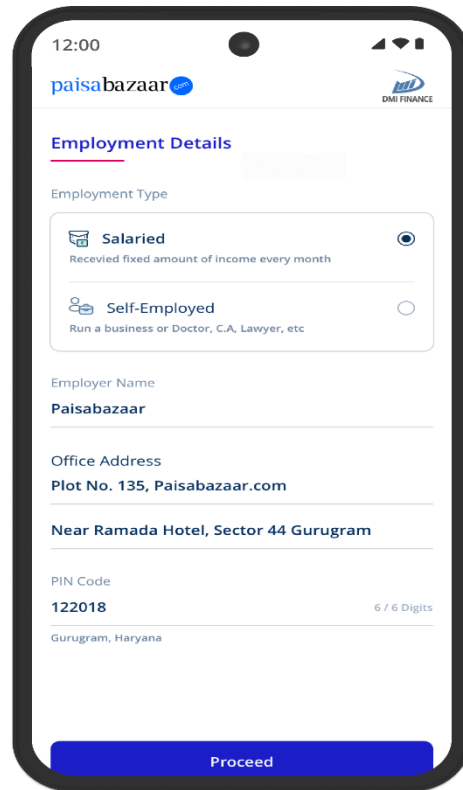 12:00
paisabazaar.com
DMI FINANCE
Employment Details
Employment Type
Salaried
Recevied fixed amount of income every month
Self-Employed
Run a business or Doctor, C.A, Lawyer, etc
Employer Name
Paisabazaar
Office Address
Plot No. 135, Paisabazaar.com
Near Ramada Hotel, Sector 44 Gurugram
PIN Code
122018 6 / 6 Digits
Gurugram, Haryana
Proceed